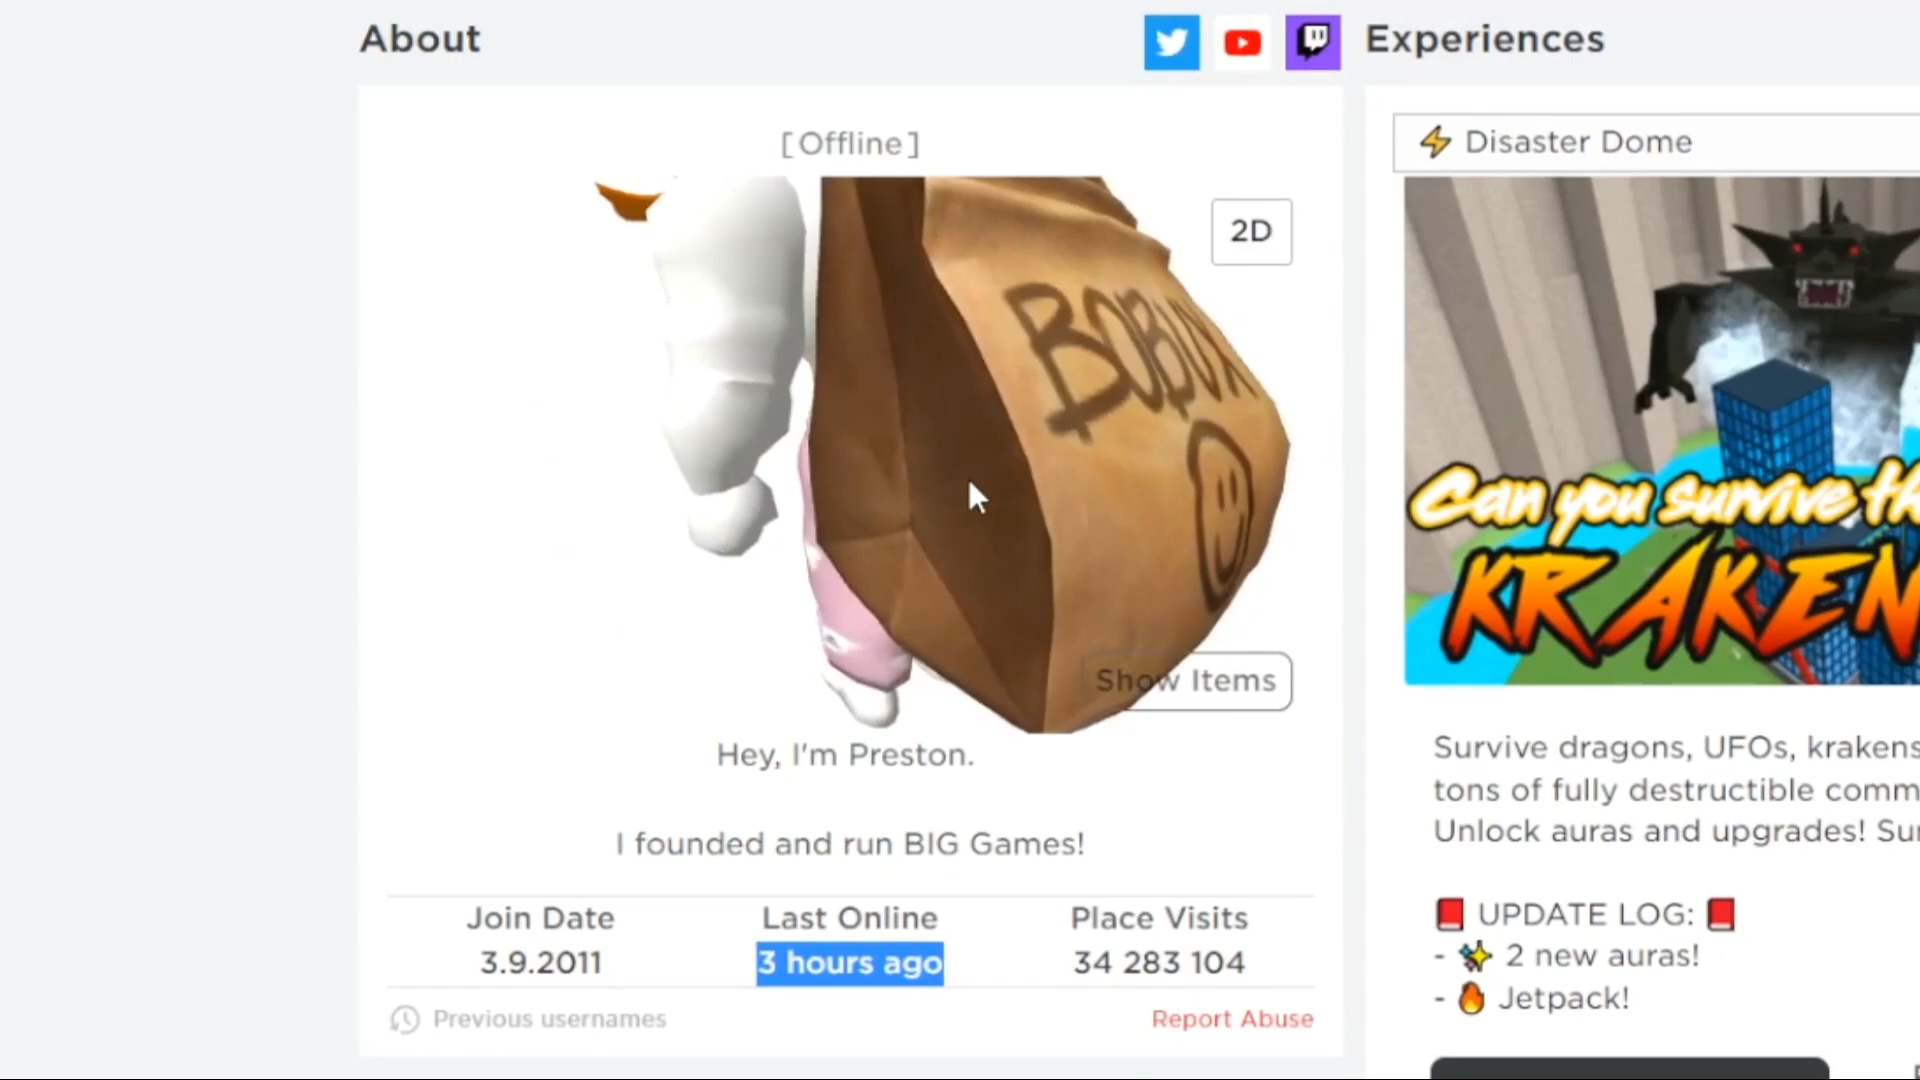 About
Experiences
[ Offline ]
Disaster Dome
2D
BOBUX
Can you survive th
KRAKEN
Show Items
Hey, I'm Preston.
I founded and run BIG Games!
Join Date
Last Online
Place Visits
3.9.2011
3 hours ago
34 283 104
Previous usernames
Report Abuse
Survive dragons, UFOs, krakens
tons of fully destructible comm
Unlock auras and upgrades! Su
📕 UPDATE LOG: 📕
- ✨ 2 new auras!
- 🔥 Jetpack!